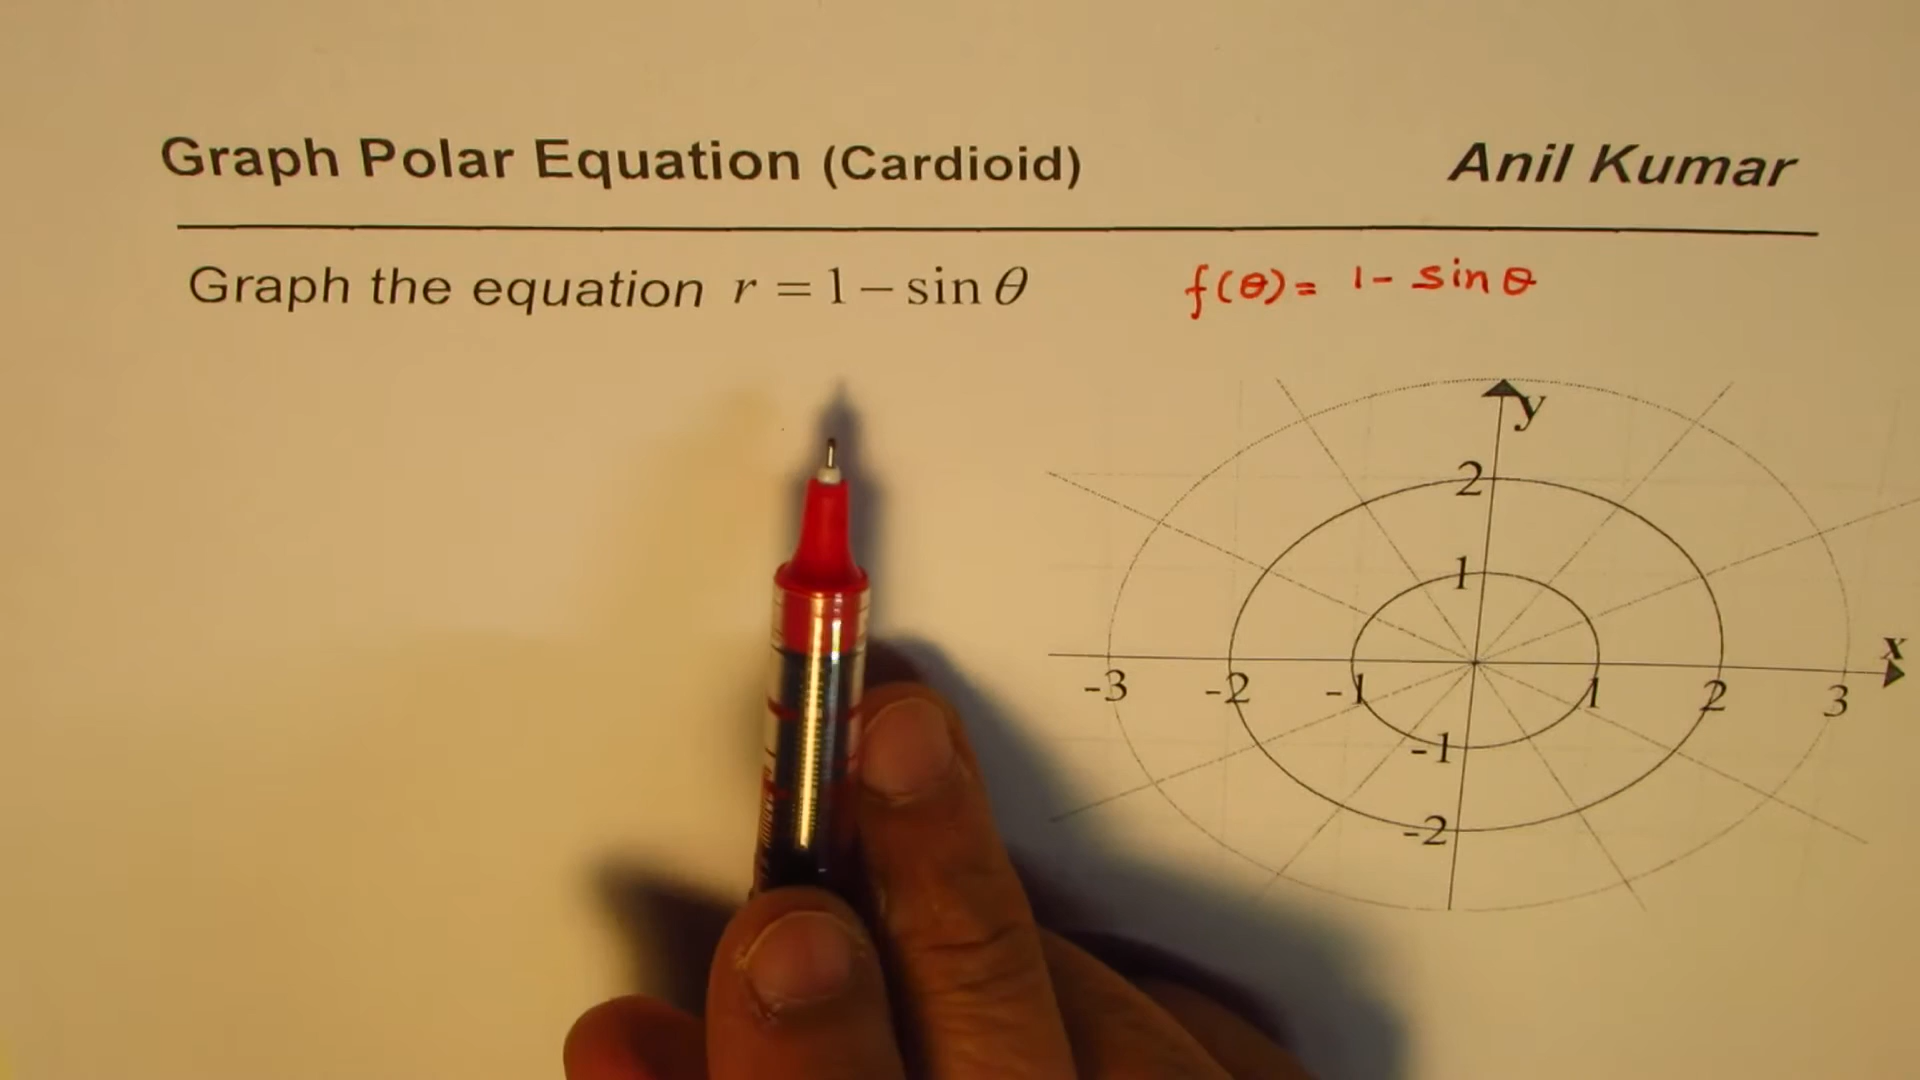 Graph Polar Equation (Cardioid) Anil Kumar
Graph the equation r = 1 − sin θ f(θ) = 1 - sin θ
y
2
1
x
-3 -2 -1 1 2 3
-1
-2